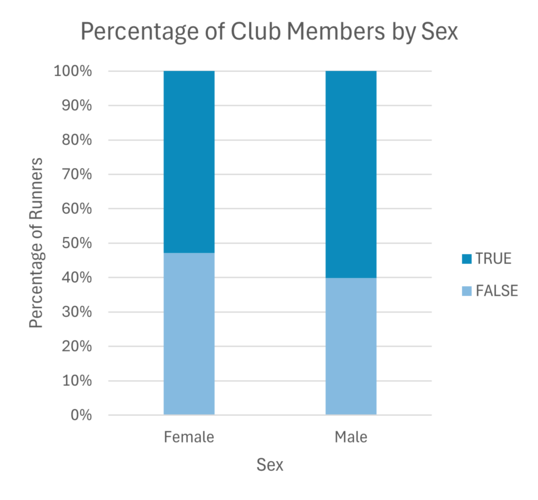 Percentage of Club Members by Sex
100%
90%
80%
70%
60%
50%
40%
30%
20%
10%
0%
Percentage of Runners
Female
Male
Sex
TRUE
FALSE